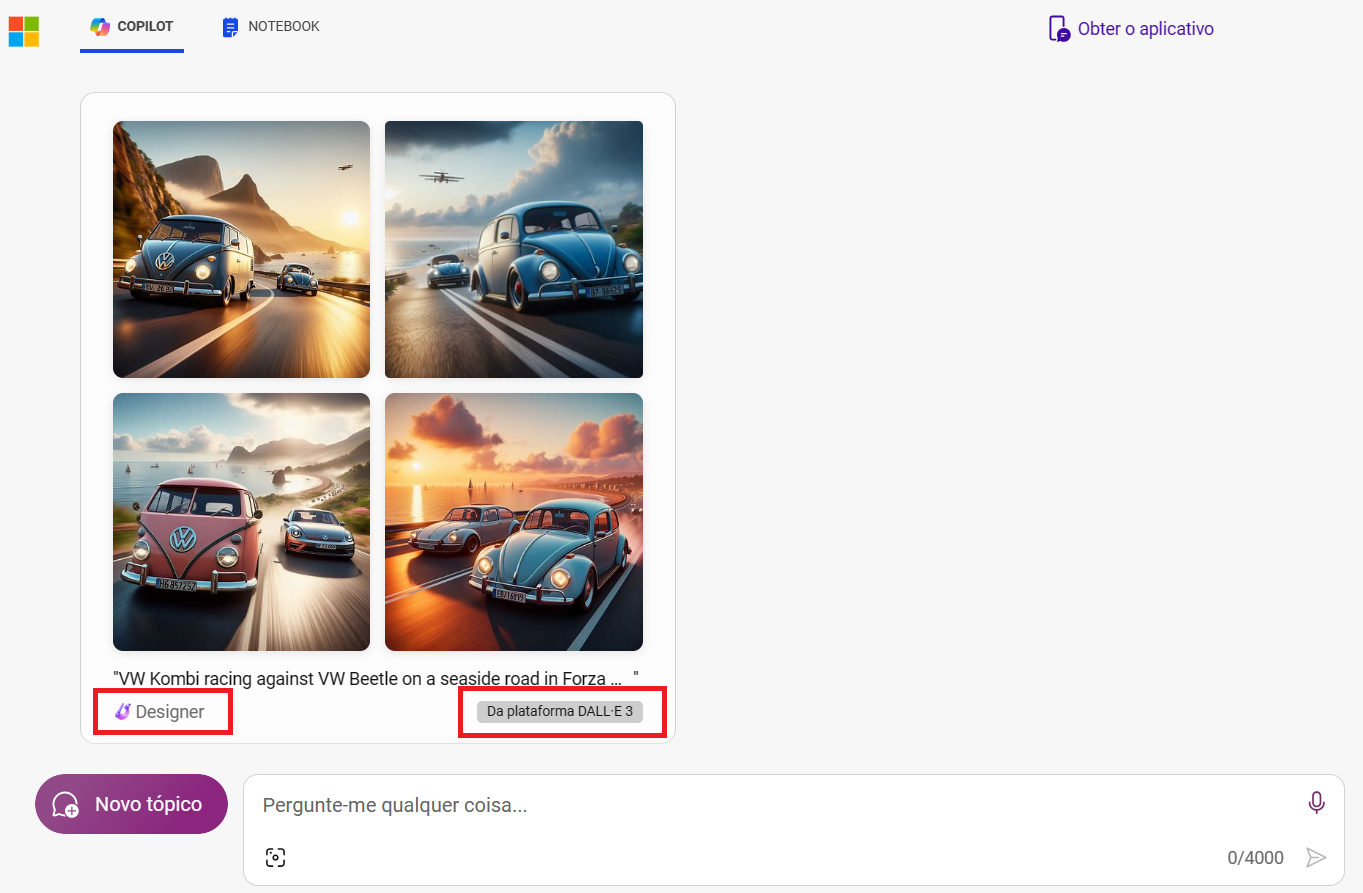 COPILOT
NOTEBOOK
Obter o aplicativo
"VW Kombi racing against VW Beetle on a seaside road in Forza ... "
Designer
Da plataforma DALL·E 3
Novo tópico
Pergunte-me qualquer coisa...
0/4000